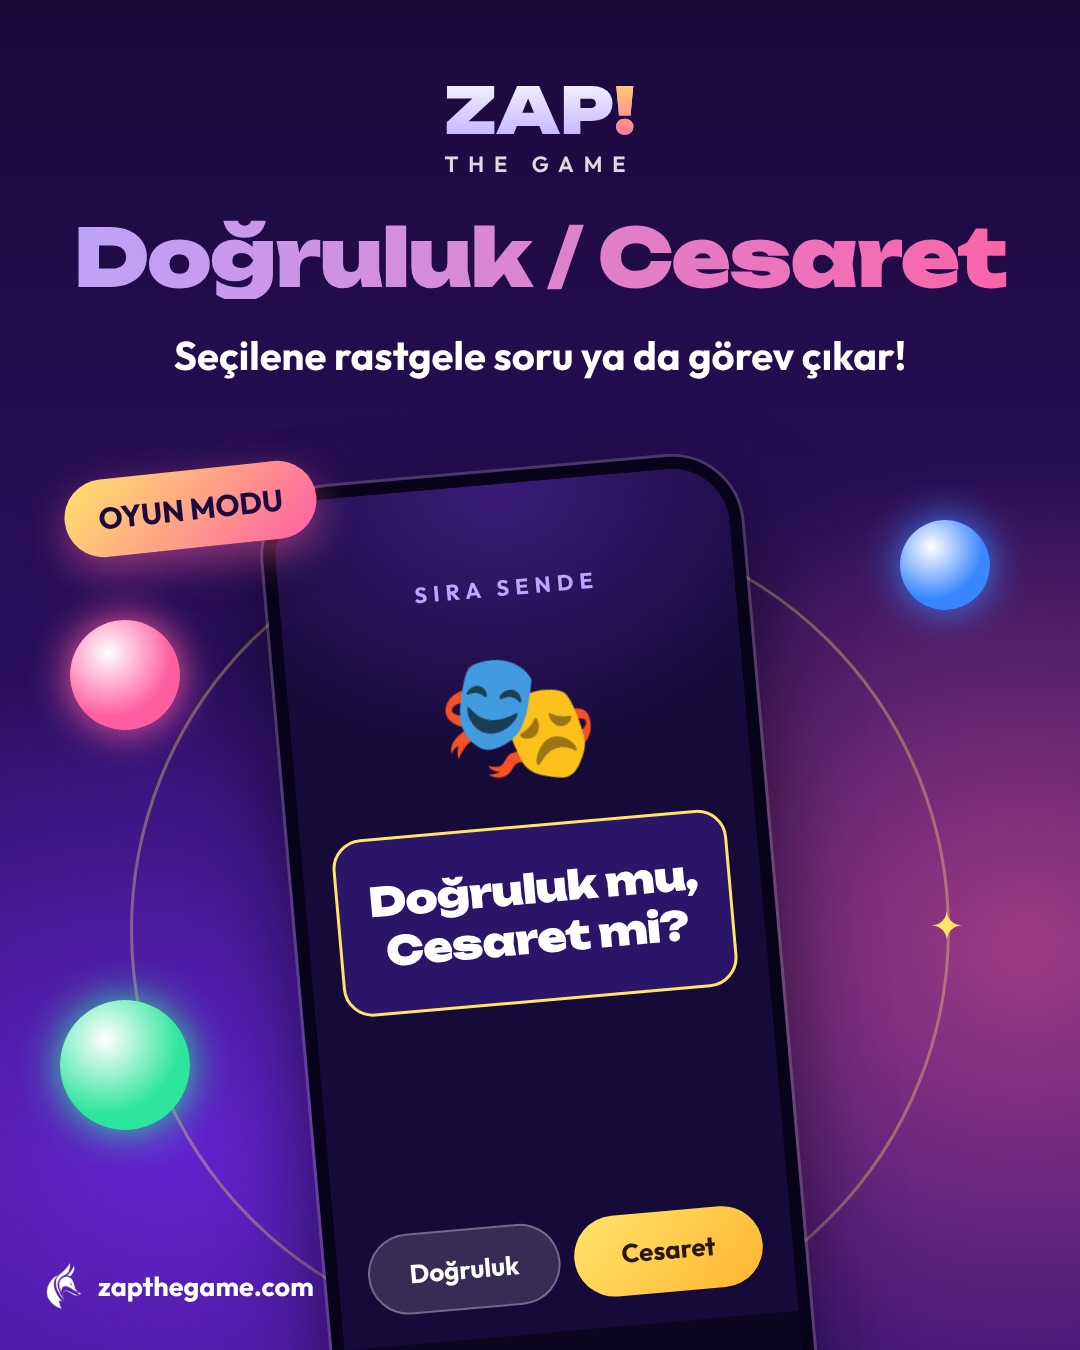 ZAP!
THE GAME
Doğruluk / Cesaret
Seçilene rastgele soru ya da görev çıkar!
OYUN MODU
SIRA SENDE
Doğruluk mu,
Cesaret mi?
Doğruluk
Cesaret
zapthegame.com